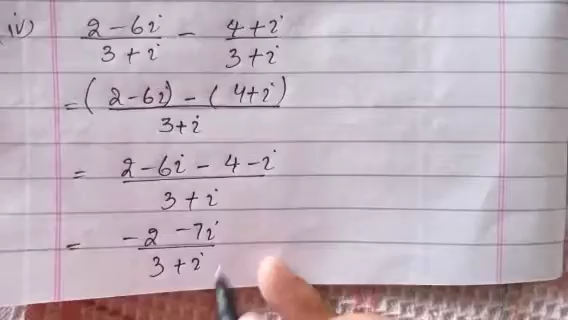 iv) (2-6i)/(3+i) - (4+i)/(3+i)
= ((2-6i) - (4+i))/(3+i)
= (2-6i-4-i)/(3+i)
= (-2-7i)/(3+i)